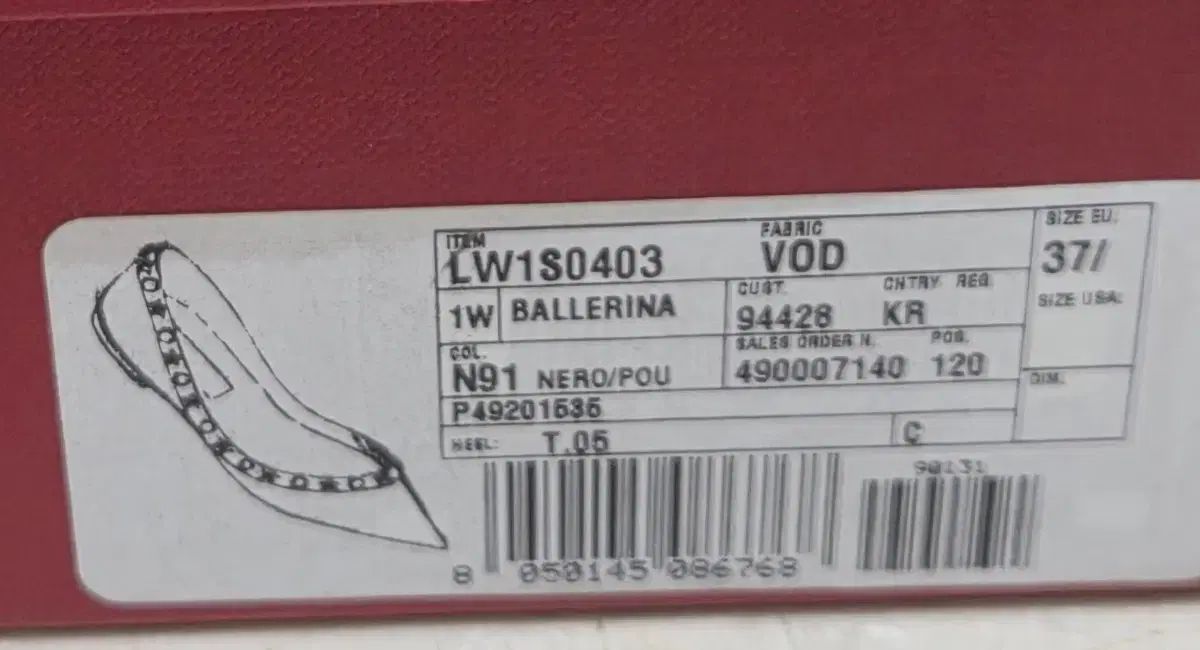 ITEM FABRIC SIZE EU.
LW1S0403 VOD 37/
CUST. CNTRY REG.
1W BALLERINA 94428 KR SIZE USA:
COL. SALES ORDER N. POS.
N91 NERO/POU 490007140 120 DIM.
P49201535
HEEL: T.05 C
90131
8 050145 086768